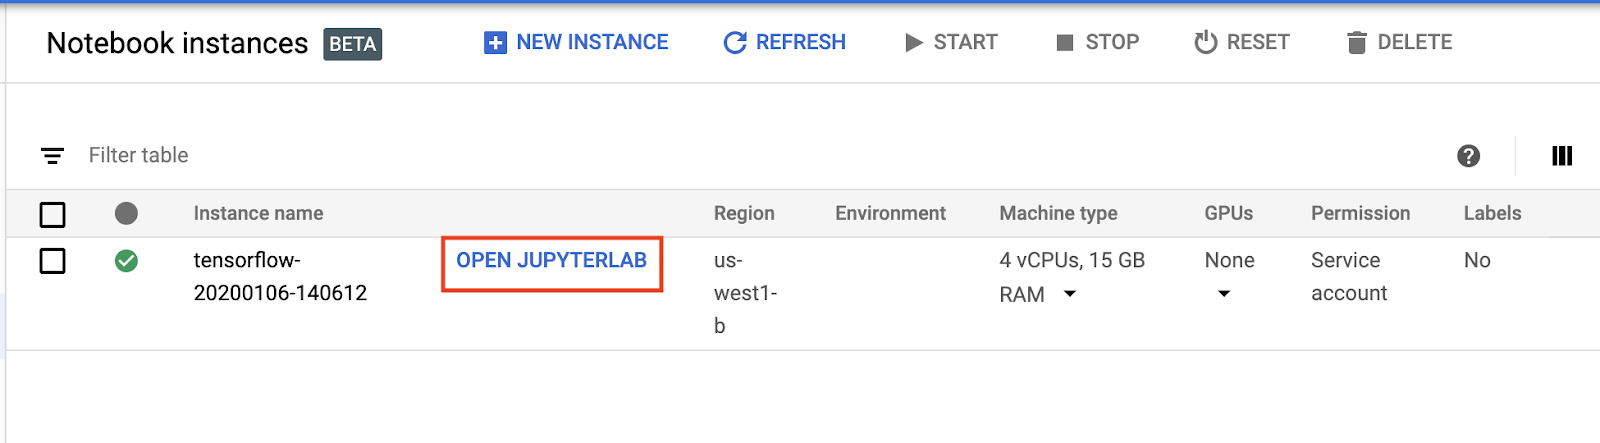 Notebook instances BETA NEW INSTANCE REFRESH START STOP RESET DELETE
Filter table
Instance name Region Environment Machine type GPUs Permission Labels
tensorflow- OPEN JUPYTERLAB us- 4 vCPUs, 15 GB None Service No
20200106-140612 west1- RAM account
b